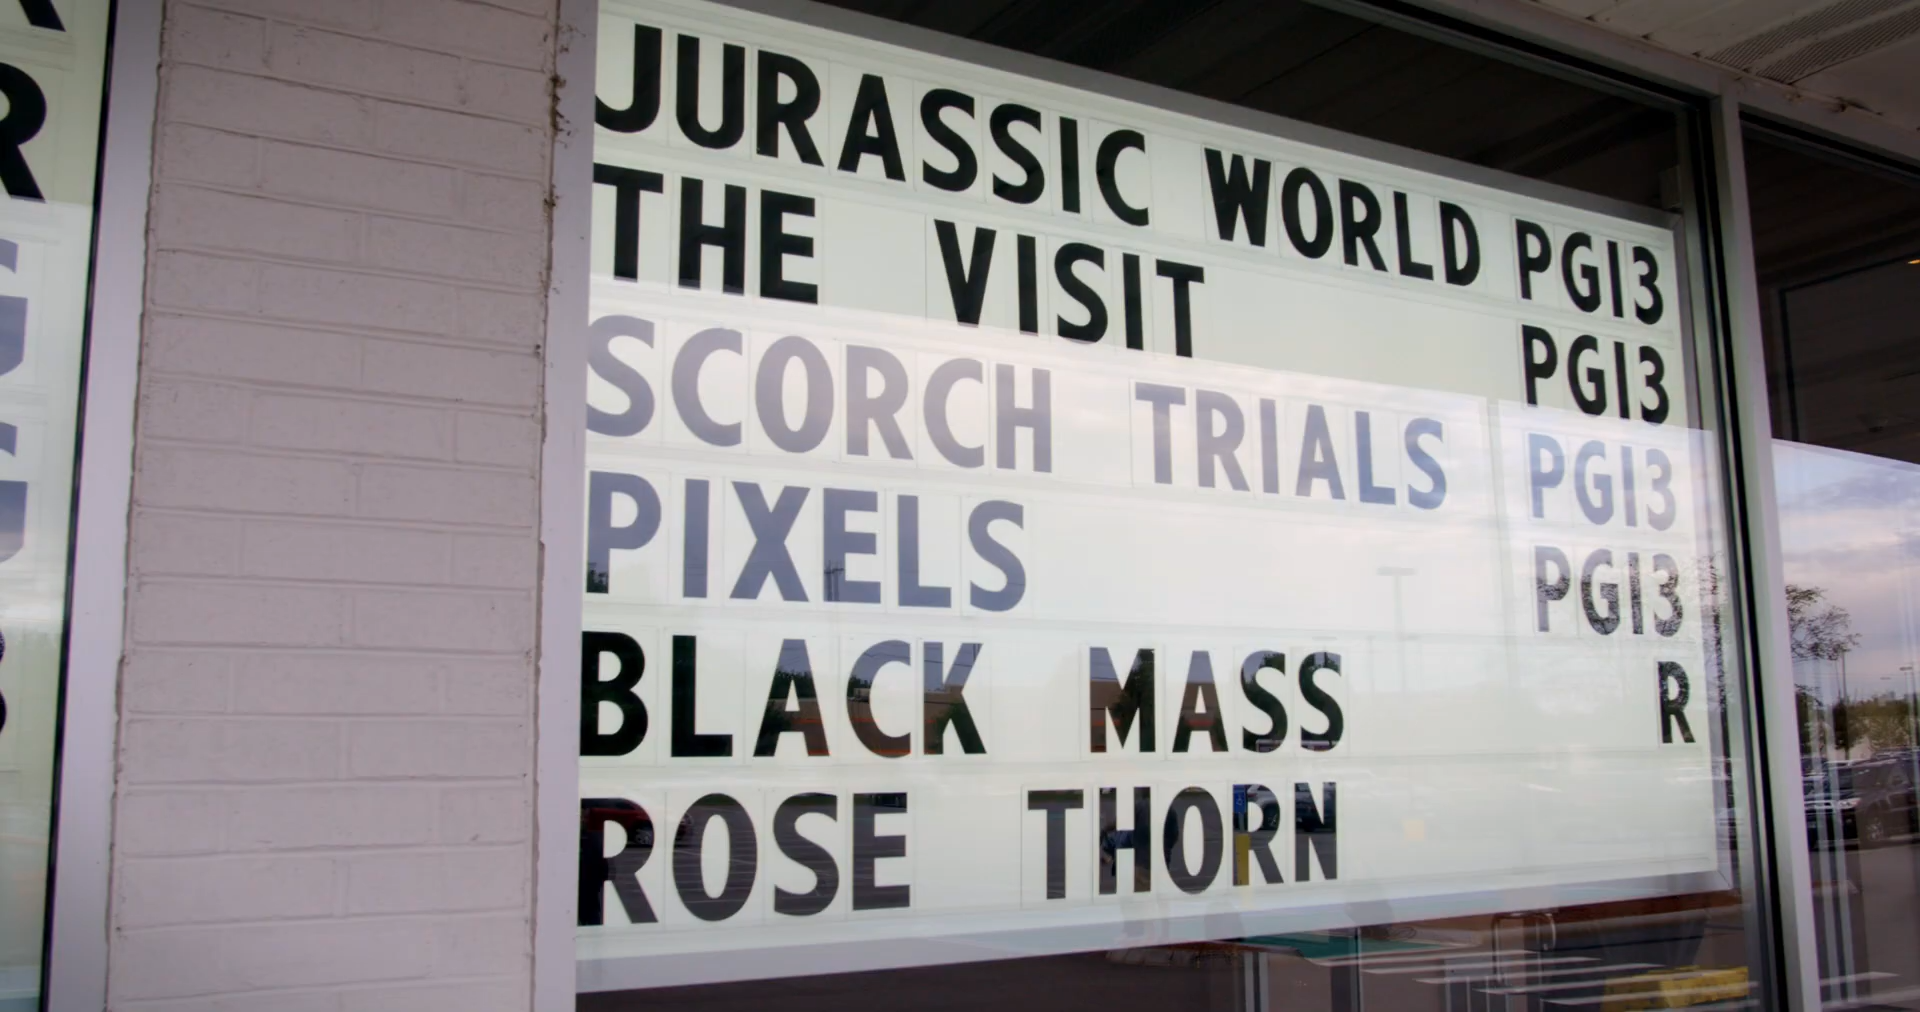 JURASSIC WORLD PG13
THE VISIT PG13
SCORCH TRIALS PG13
PIXELS PG13
BLACK MASS R
ROSE THORN